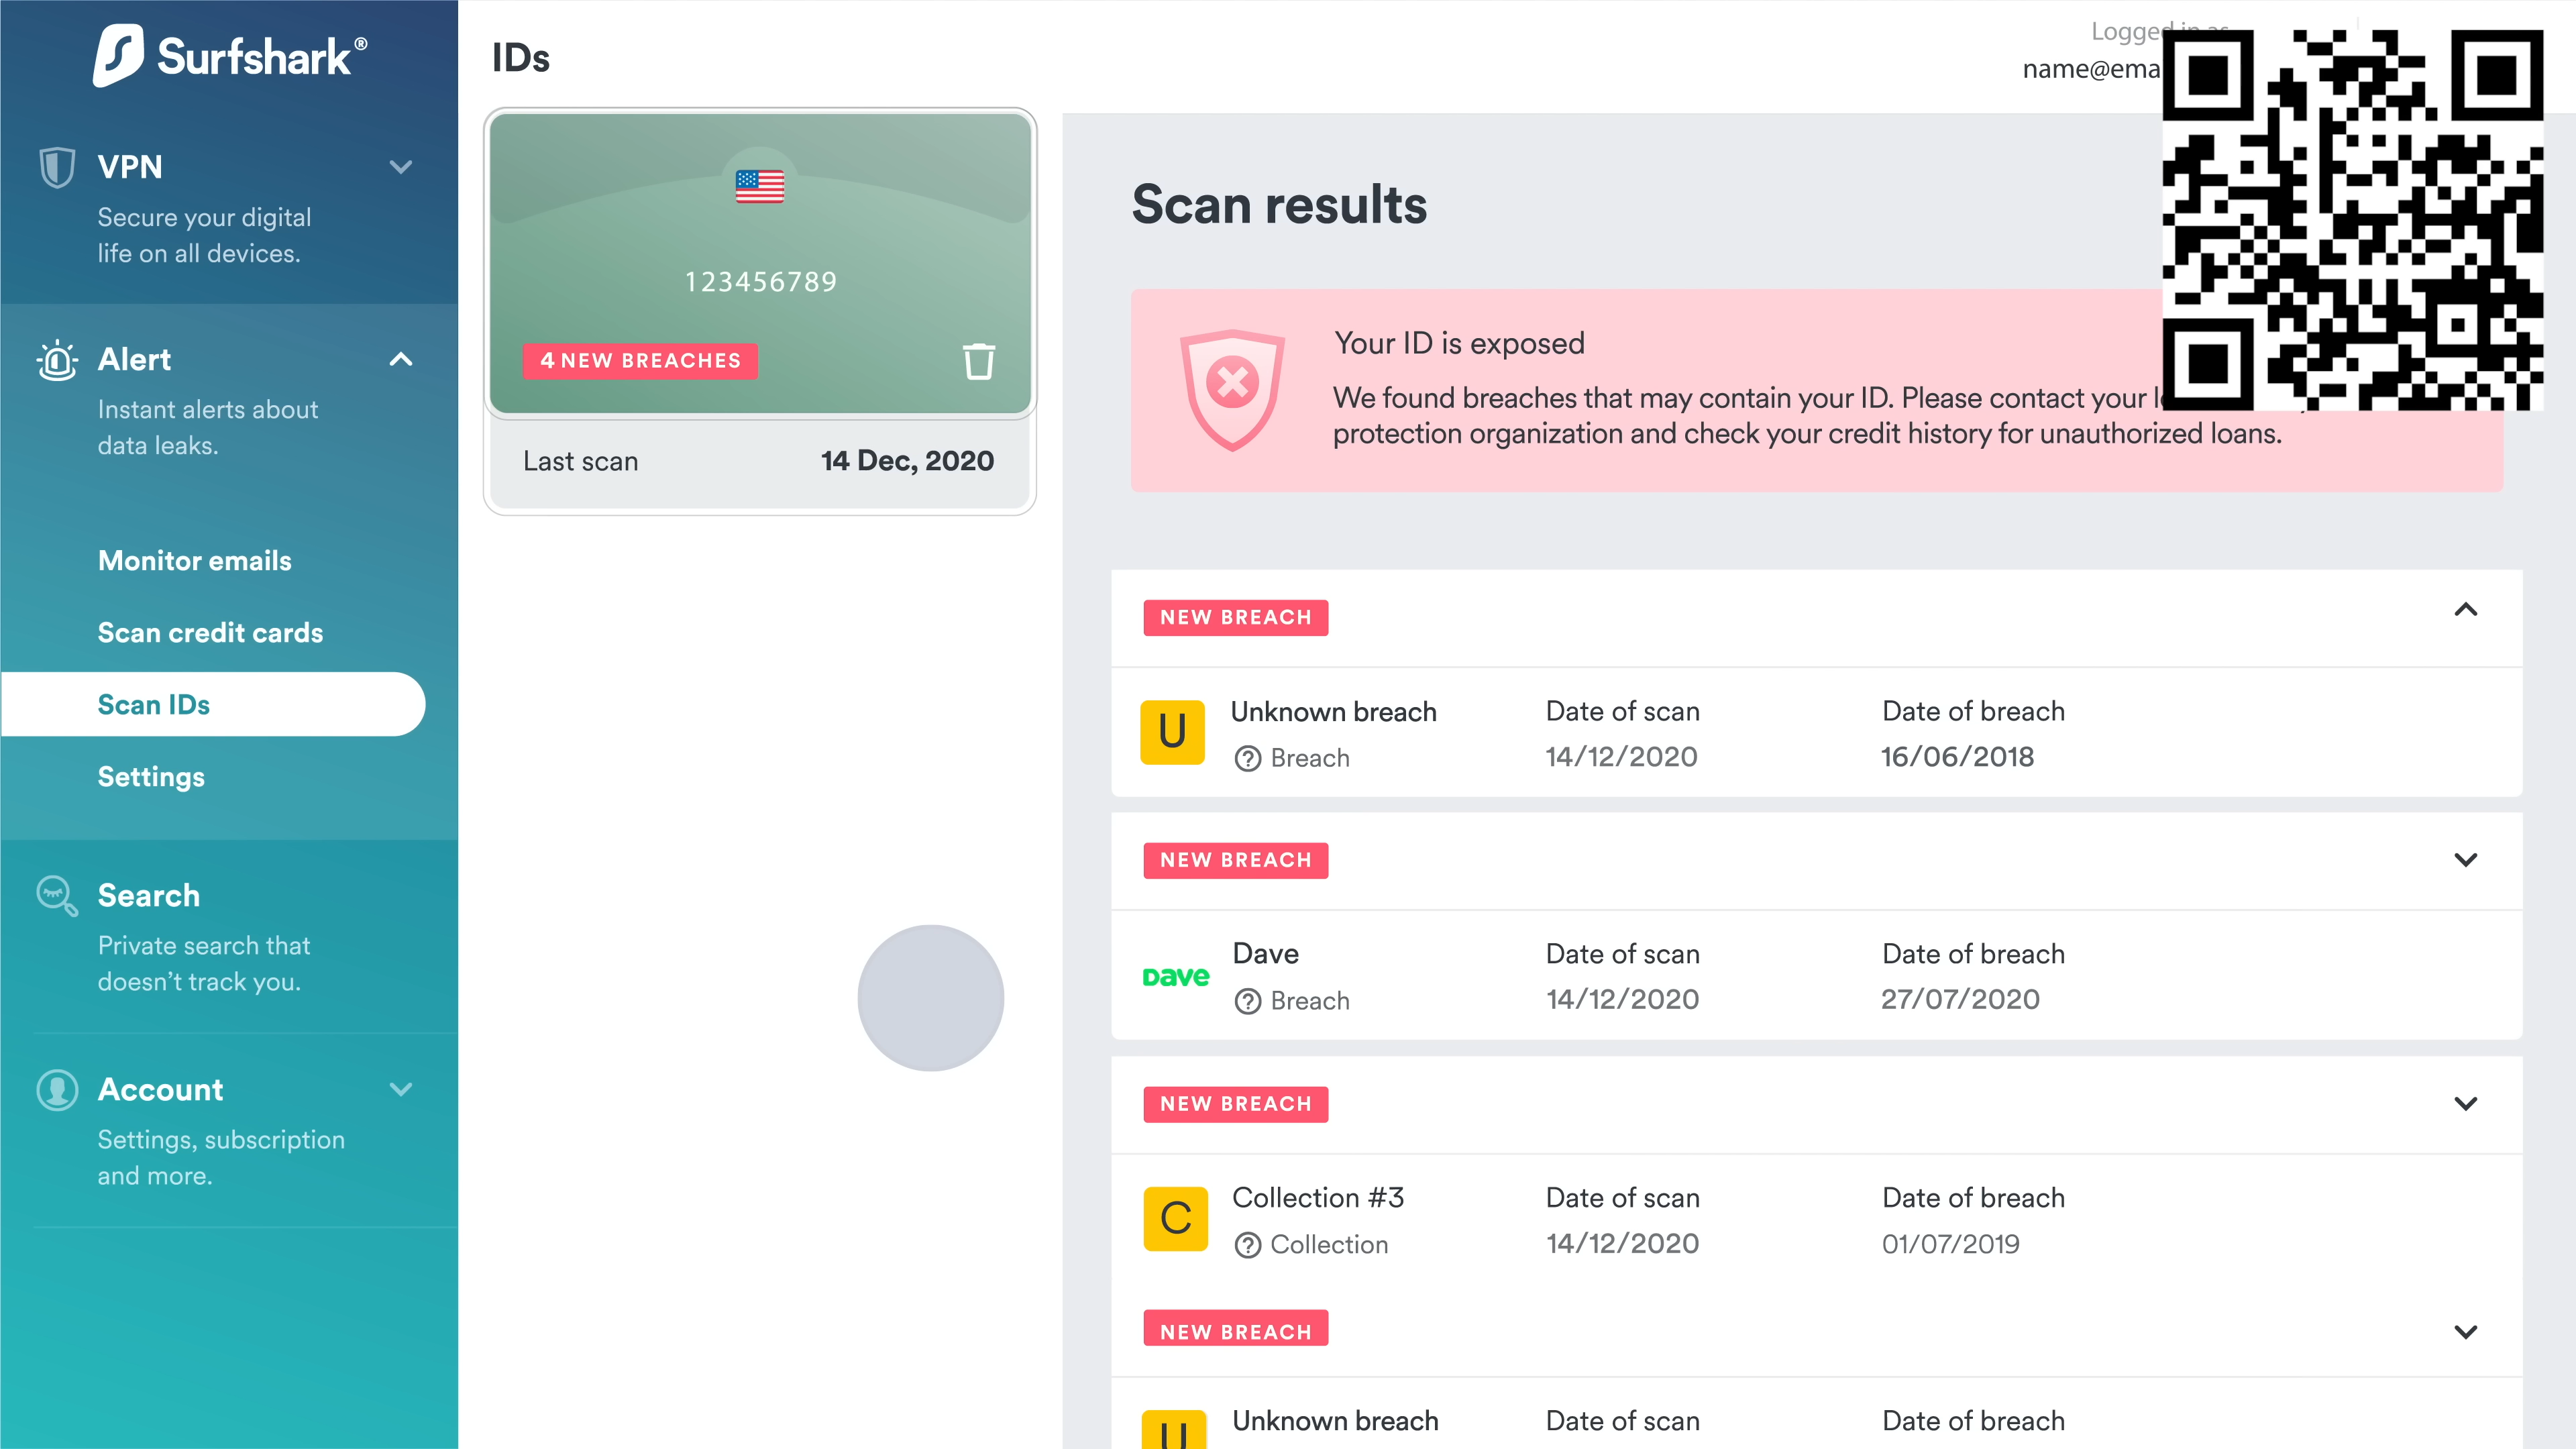 Surfshark®
VPN
Secure your digital
life on all devices.
Alert
Instant alerts about
data leaks.
Monitor emails
Scan credit cards
Scan IDs
Settings
Search
Private search that
doesn't track you.
Account
Settings, subscription
and more.
IDs
123456789
4 NEW BREACHES
Last scan
14 Dec, 2020
Logged in as
name@ema
Scan results
Your ID is exposed
We found breaches that may contain your ID. Please contact your
protection organization and check your credit history for unauthorized loans.
NEW BREACH
U
Unknown breach
Breach
Date of scan
14/12/2020
Date of breach
16/06/2018
NEW BREACH
Dave
Dave
Breach
Date of scan
14/12/2020
Date of breach
27/07/2020
NEW BREACH
C
Collection #3
Collection
Date of scan
14/12/2020
Date of breach
01/07/2019
NEW BREACH
U
Unknown breach
Date of scan
Date of breach